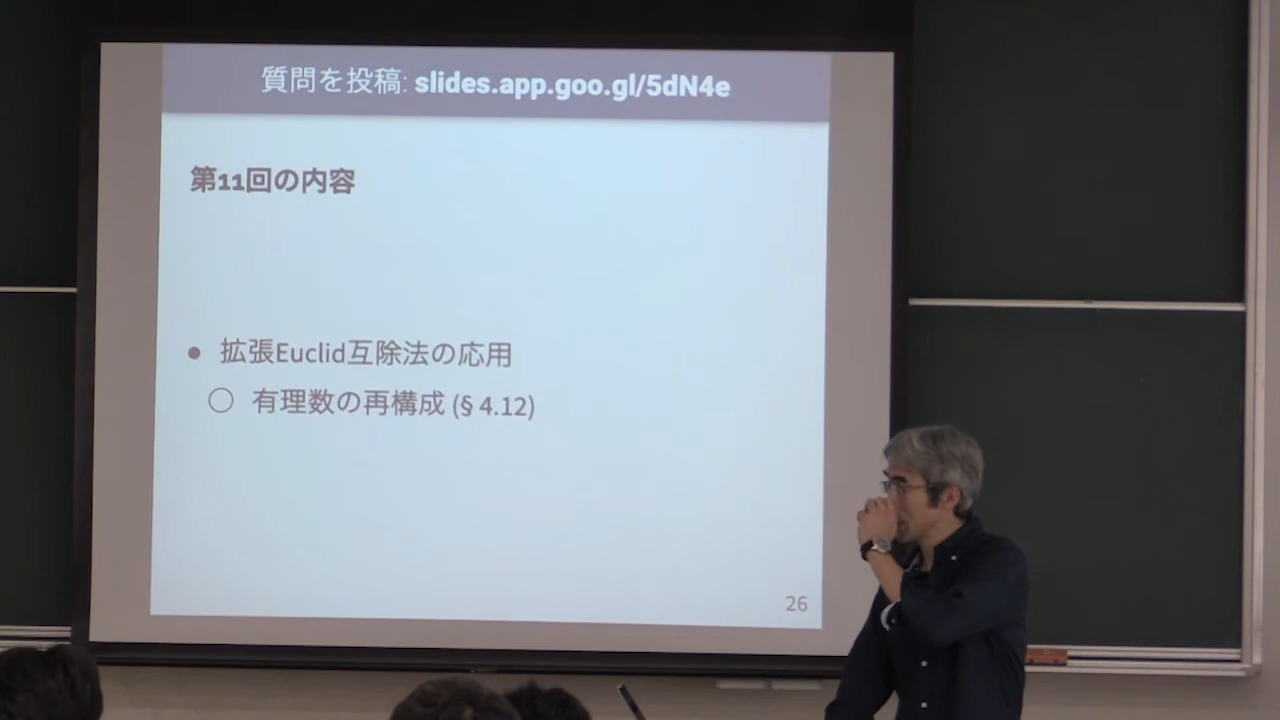 質問を投稿: slides.app.goo.gl/5dN4e
第11回の内容
● 拡張Euclid互除法の応用
○ 有理数の再構成 (§ 4.12)
26